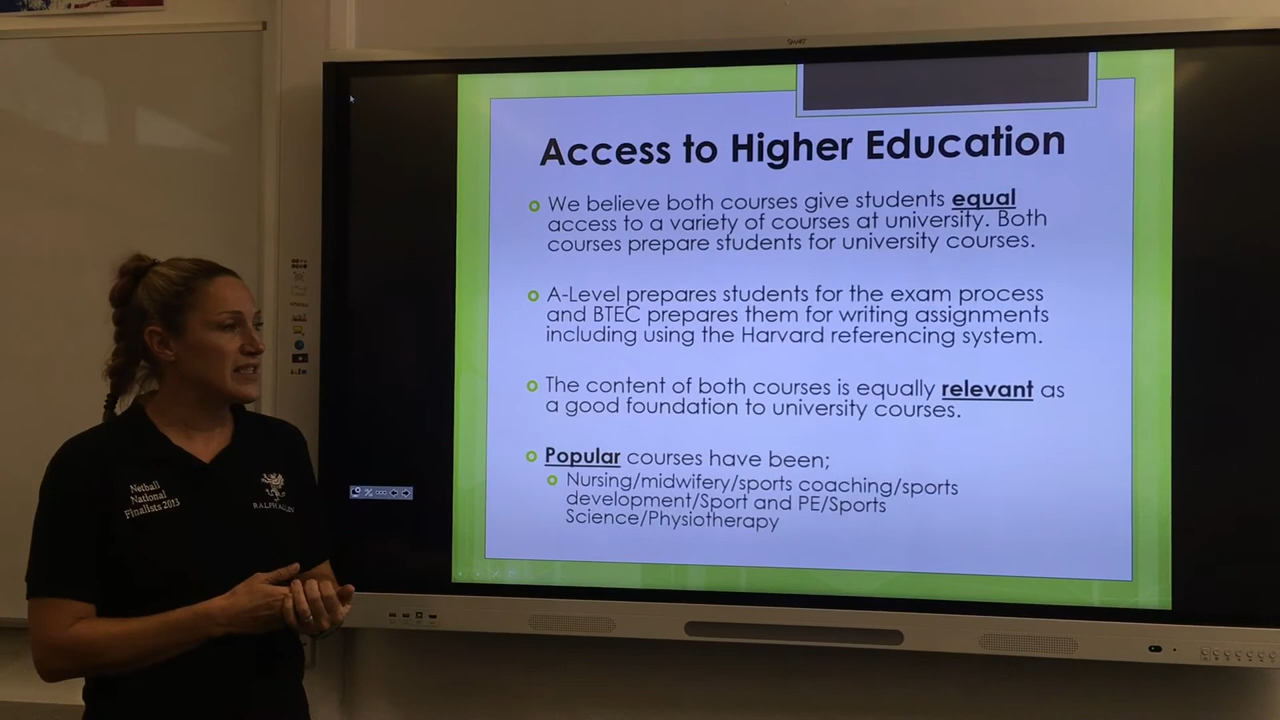 SMART
Access to Higher Education
We believe both courses give students equal
access to a variety of courses at university. Both
courses prepare students for university courses.
A-Level prepares students for the exam process
and BTEC prepares them for writing assignments
including using the Harvard referencing system.
The content of both courses is equally relevant as
a good foundation to university courses.
Popular courses have been;
Nursing/midwifery/sports coaching/sports
development/Sport and PE/Sports
Science/Physiotherapy
Netball
National
Finalists 2013
RALPH ALLEN